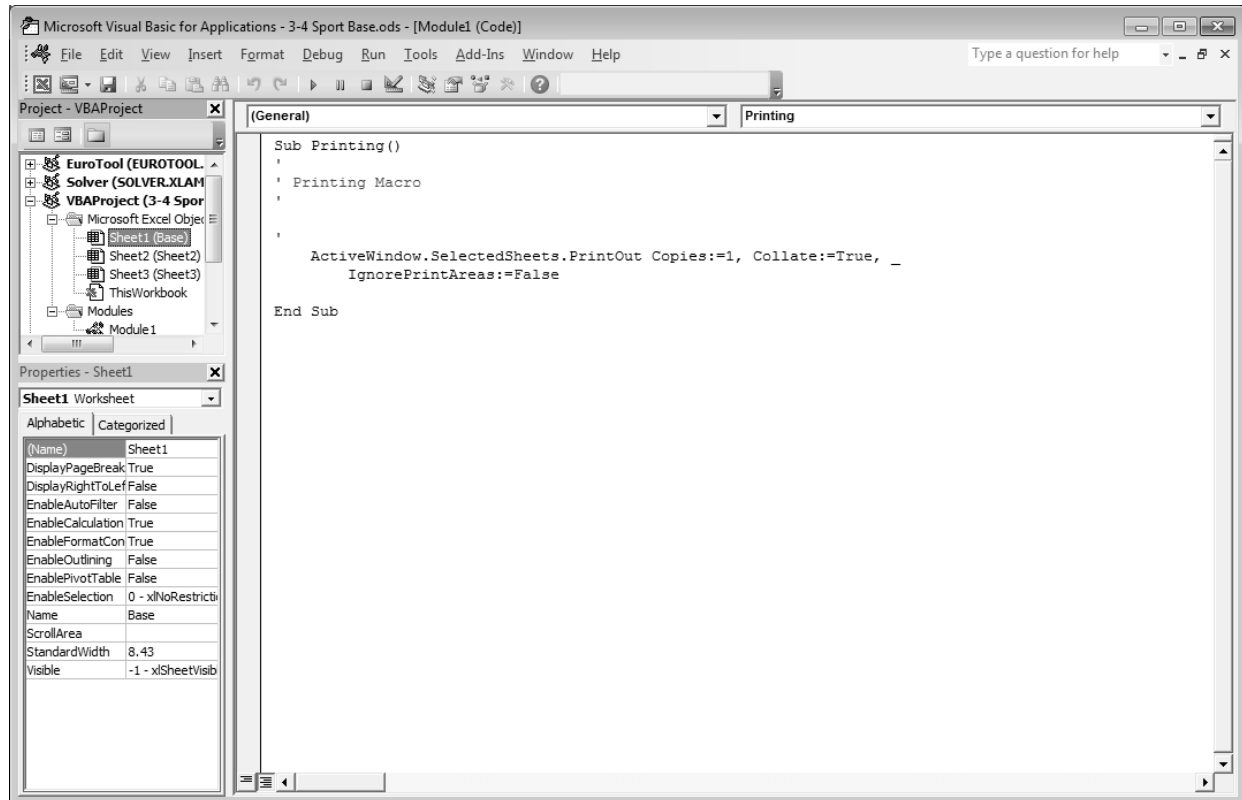 Microsoft Visual Basic for Applications - 3-4 Sport Base.ods - [Module1 (Code)]
File Edit View Insert Format Debug Run Tools Add-Ins Window Help
Type a question for help
Project - VBAProject
EuroTool (EUROTOOL.
Solver (SOLVER.XLAM
VBAProject (3-4 Spor
Microsoft Excel Objec
Sheet1 (Base)
Sheet2 (Sheet2)
Sheet3 (Sheet3)
ThisWorkbook
Modules
Module1
Properties - Sheet1
Sheet1 Worksheet
Alphabetic Categorized
(Name) Sheet1
DisplayPageBreak True
DisplayRightToLef False
EnableAutoFilter False
EnableCalculation True
EnableFormatCon True
EnableOutlining False
EnablePivotTable False
EnableSelection 0 - xlNoRestricti
Name Base
ScrollArea
StandardWidth 8.43
Visible -1 - xlSheetVisib
(General) Printing
Sub Printing()
'
' Printing Macro
'
'
ActiveWindow.SelectedSheets.PrintOut Copies:=1, Collate:=True, _
IgnorePrintAreas:=False
End Sub